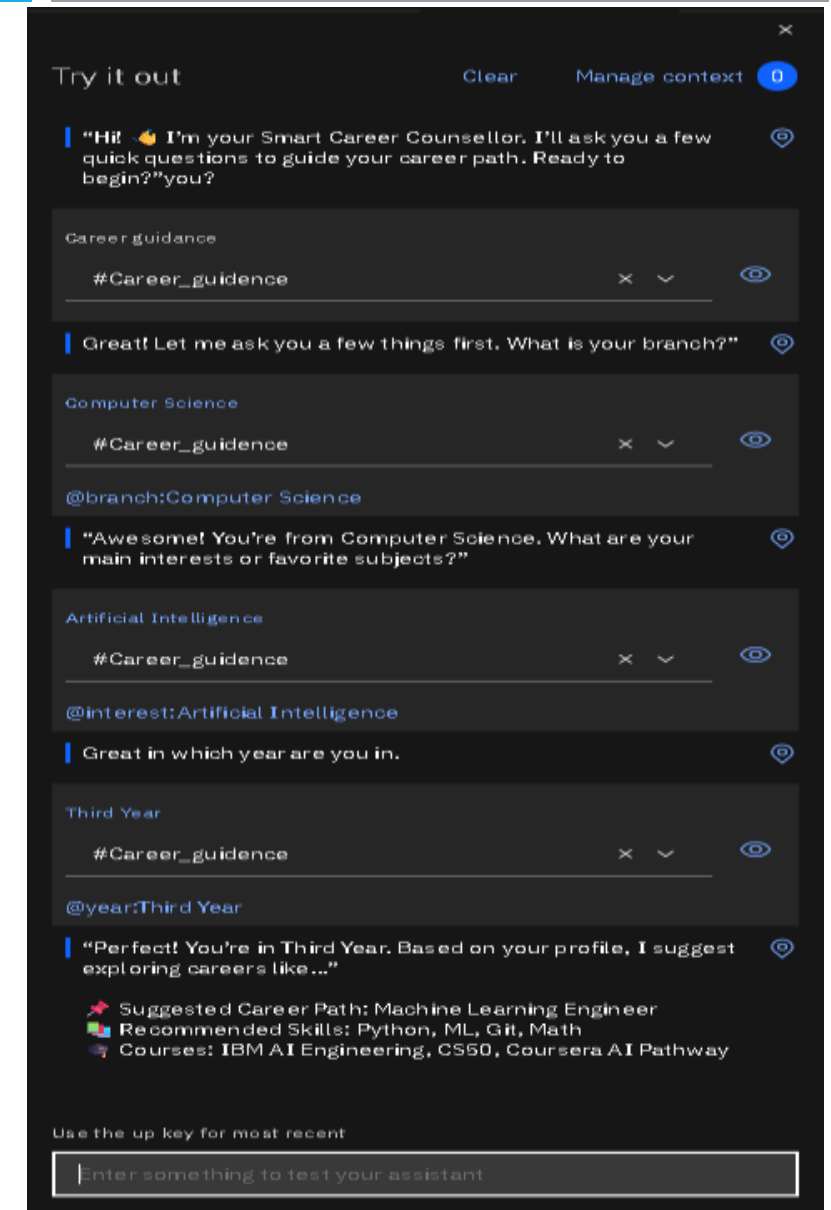 Try it out
Clear
Manage context
0
“Hi! 👋 I’m your Smart Career Counsellor. I’ll ask you a few
quick questions to guide your career path. Ready to
begin?”you?
Career guidance
#Career_guidence
Great! Let me ask you a few things first. What is your branch?”
Computer Science
#Career_guidence
@branch:Computer Science
“Awesome! You’re from Computer Science. What are your
main interests or favorite subjects?”
Artificial Intelligence
#Career_guidence
@interest:Artificial Intelligence
Great in which year are you in.
Third Year
#Career_guidence
@year:Third Year
“Perfect! You’re in Third Year. Based on your profile, I suggest
exploring careers like...”
📌 Suggested Career Path: Machine Learning Engineer
📚 Recommended Skills: Python, ML, Git, Math
🎓 Courses: IBM AI Engineering, CS50, Coursera AI Pathway
Use the up key for most recent
Enter something to test your assistant